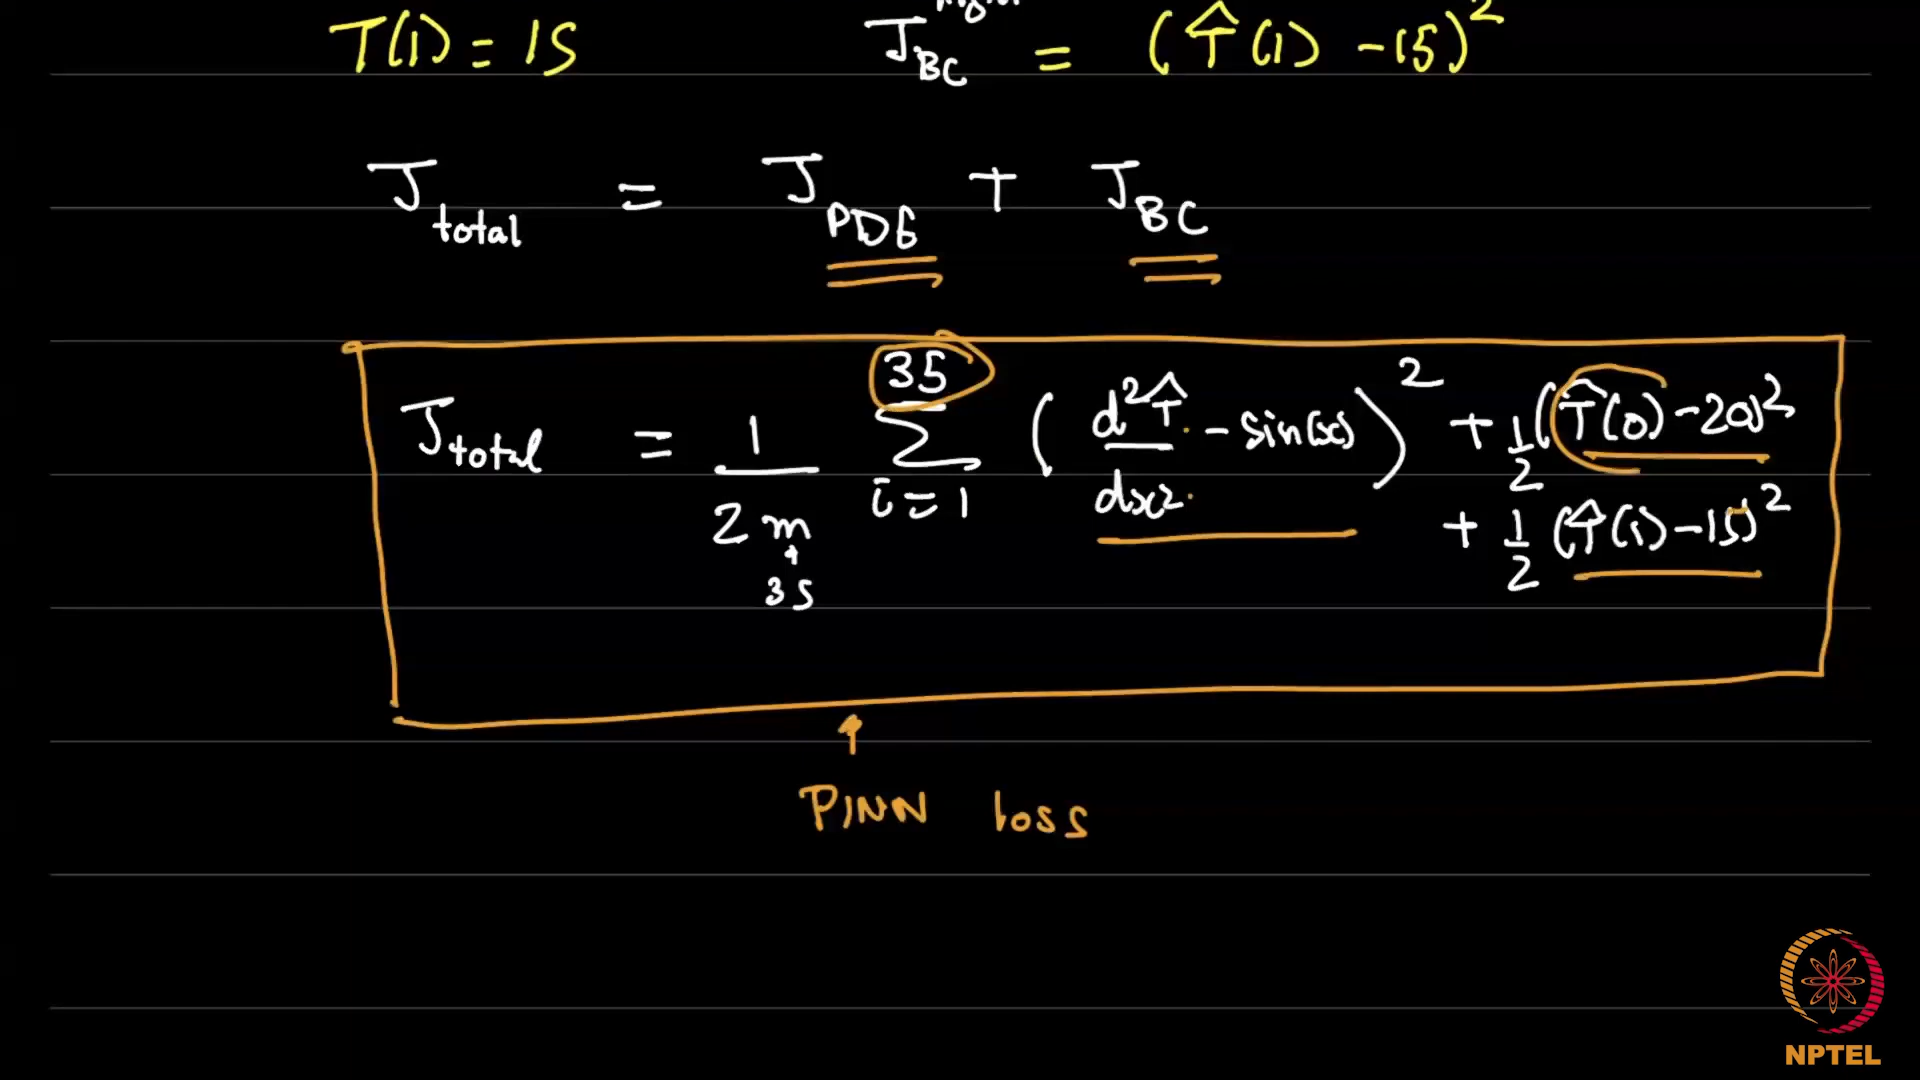 T(1) = 15 J_BC = (T̂(1) - 15)²
J_total = J_PDE + J_BC
J_total = 1/2m Σ_{i=1}^{35} (d²T̂/dx² - sin(x))² + 1/2 (T̂(0) - 20)²
+ 1/2 (T̂(1) - 15)²
35
PINN loss
NPTEL